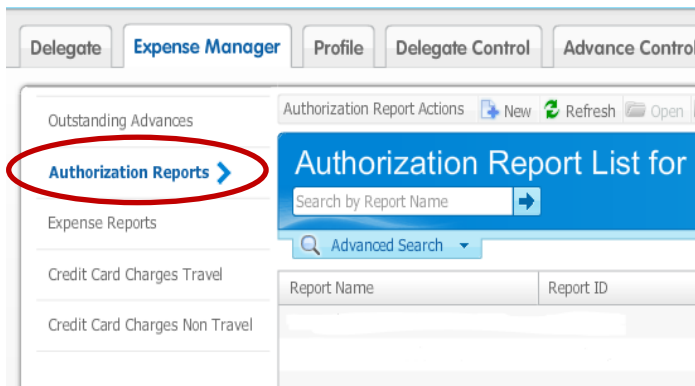 Delegate Expense Manager Profile Delegate Control Advance Control
Outstanding Advances
Authorization Reports
Expense Reports
Credit Card Charges Travel
Credit Card Charges Non Travel
Authorization Report Actions New Refresh Open
Authorization Report List for
Search by Report Name
Advanced Search
Report Name Report ID